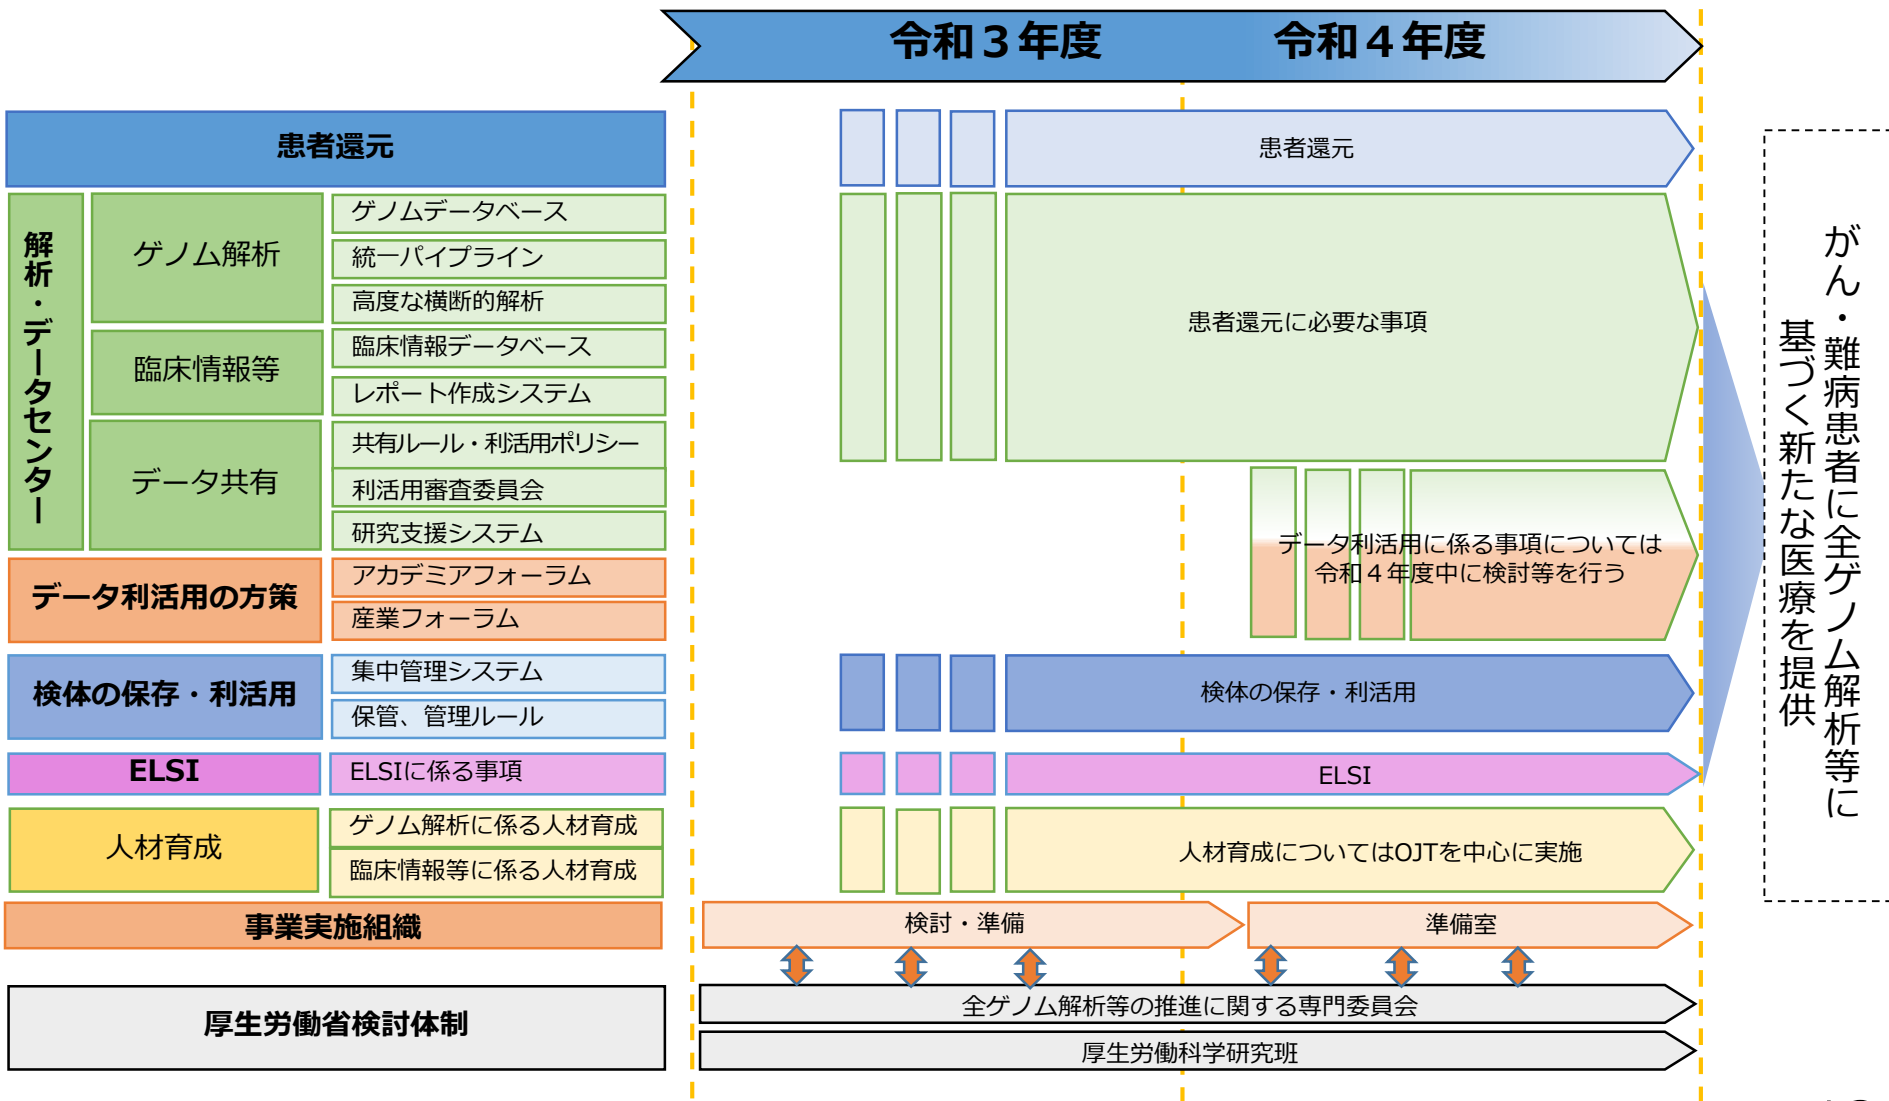 令和３年度
令和４年度
患者還元
患者還元
解析・データセンター
ゲノム解析
ゲノムデータベース
統一パイプライン
高度な横断的解析
臨床情報等
臨床情報データベース
レポート作成システム
データ共有
共有ルール・利活用ポリシー
利活用審査委員会
研究支援システム
患者還元に必要な事項
データ利活用の方策
アカデミアフォーラム
産業フォーラム
データ利活用に係る事項については
令和４年度中に検討等を行う
検体の保存・利活用
集中管理システム
保管、管理ルール
検体の保存・利活用
ELSI
ELSIに係る事項
ELSI
人材育成
ゲノム解析に係る人材育成
臨床情報等に係る人材育成
人材育成についてはOJTを中心に実施
事業実施組織
検討・準備
準備室
厚生労働省検討体制
全ゲノム解析等の推進に関する専門委員会
厚生労働科学研究班
がん・難病患者に全ゲノム解析等に
基づく新たな医療を提供